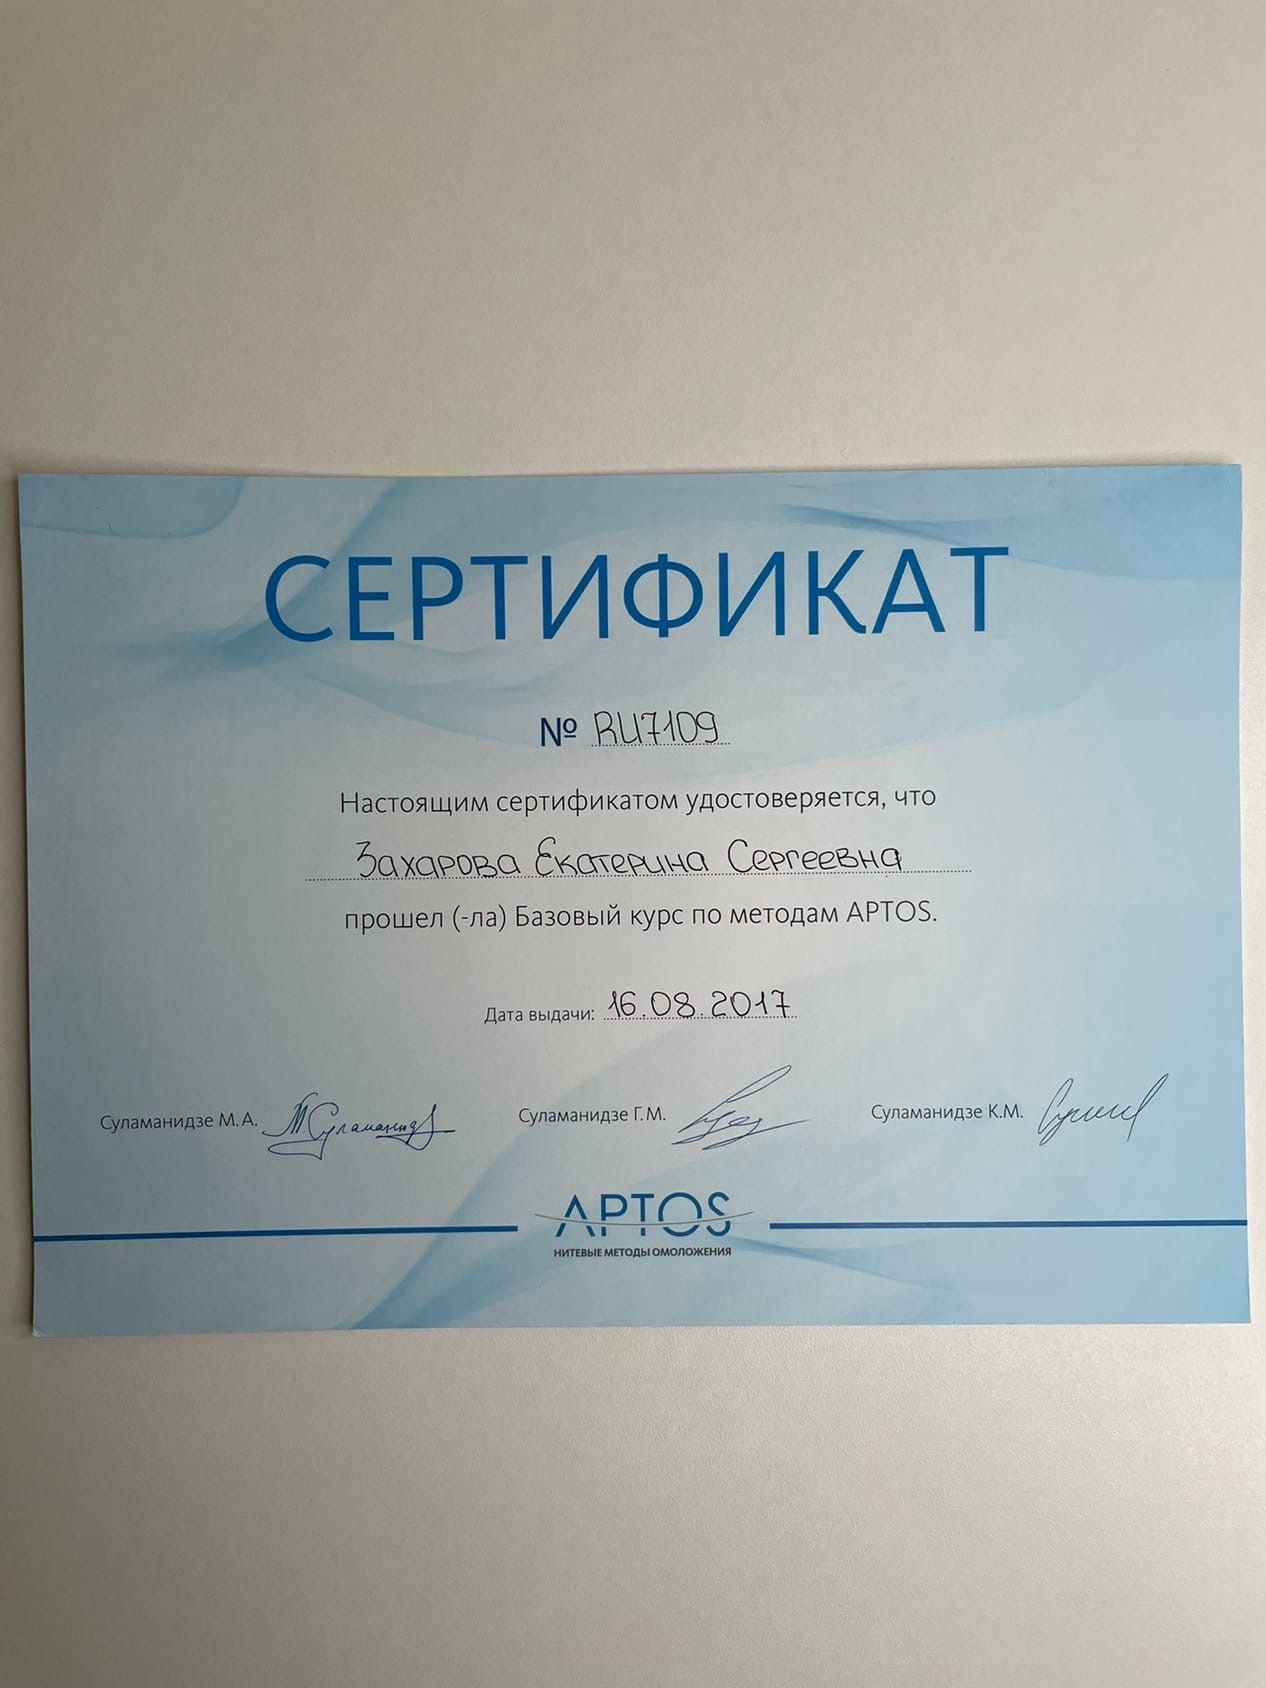 СЕРТИФИКАТ
№ RU7109
Настоящим сертификатом удостоверяется, что
Захарова Екатерина Сергеевна
прошел (-ла) Базовый курс по методам APTOS.
Дата выдачи: 16.08.2017
Суламанидзе М.А. М.Суламанидзе Суламанидзе Г.М. Суламанидзе К.М.
APTOS
НИТЕВЫЕ МЕТОДЫ ОМОЛОЖЕНИЯ